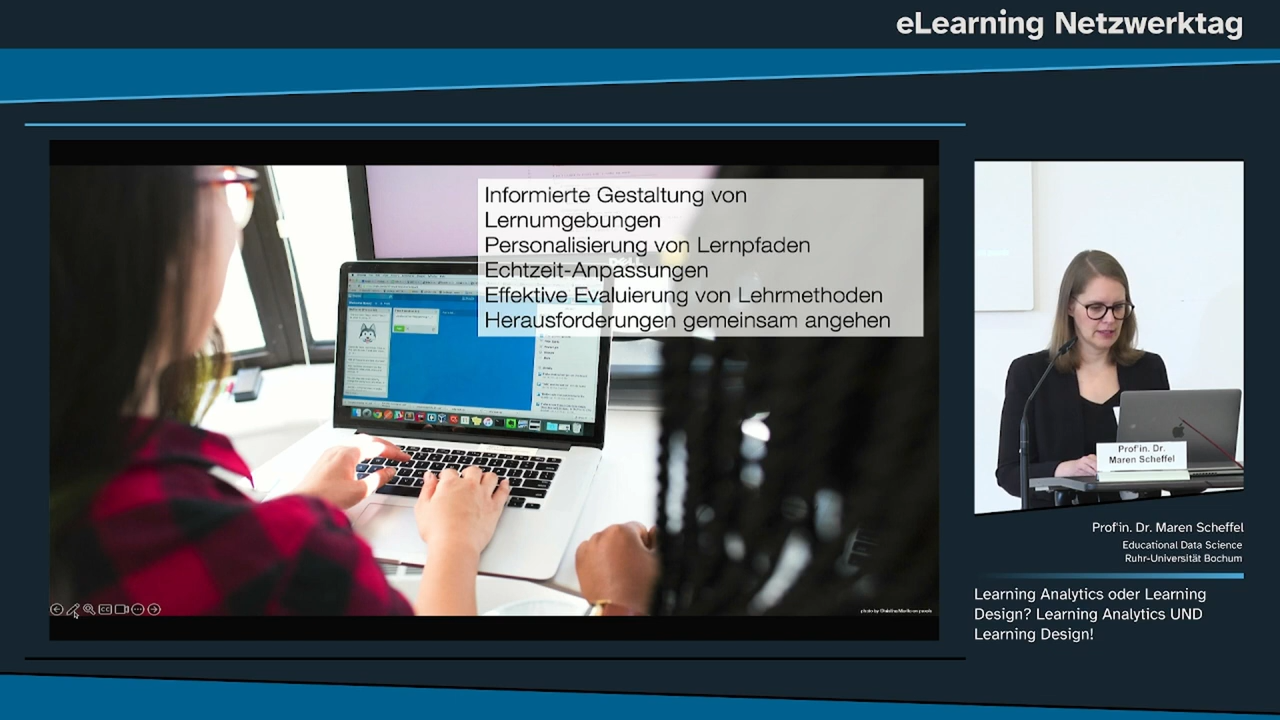 eLearning Netzwerktag
Informierte Gestaltung von
Lernumgebungen
Personalisierung von Lernpfaden
Echtzeit-Anpassungen
Effektive Evaluierung von Lehrmethoden
Herausforderungen gemeinsam angehen
DELL
Prof'in. Dr.
Maren Scheffel
Prof'in. Dr. Maren Scheffel
Educational Data Science
Ruhr-Universität Bochum
Learning Analytics oder Learning
Design? Learning Analytics UND
Learning Design!